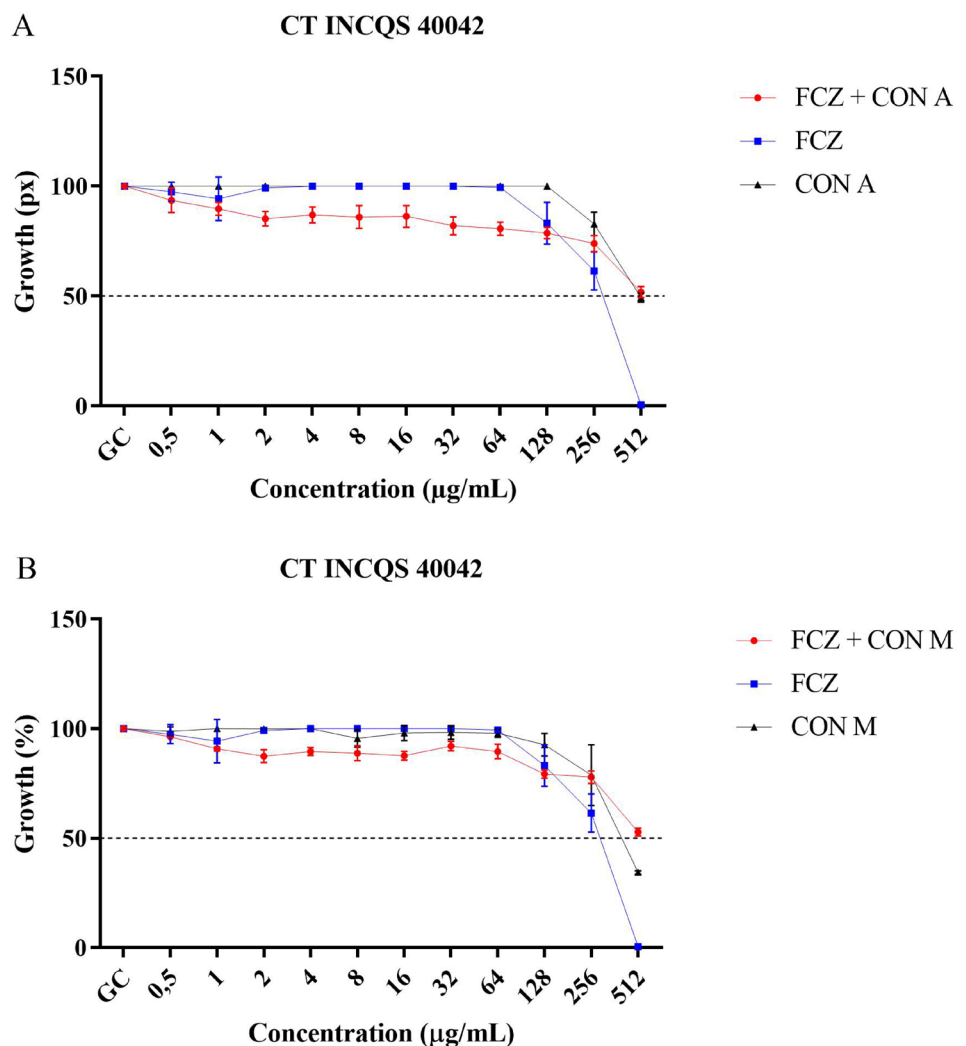 A
CT INCQS 40042
150
100
50
0
Growth (px)
GC
0,5
1
2
4
8
16
32
64
128
256
512
Concentration (µg/mL)
FCZ + CON A
FCZ
CON A
B
CT INCQS 40042
150
100
50
0
Growth (%)
GC
0,5
1
2
4
8
16
32
64
128
256
512
Concentration (µg/mL)
FCZ + CON M
FCZ
CON M